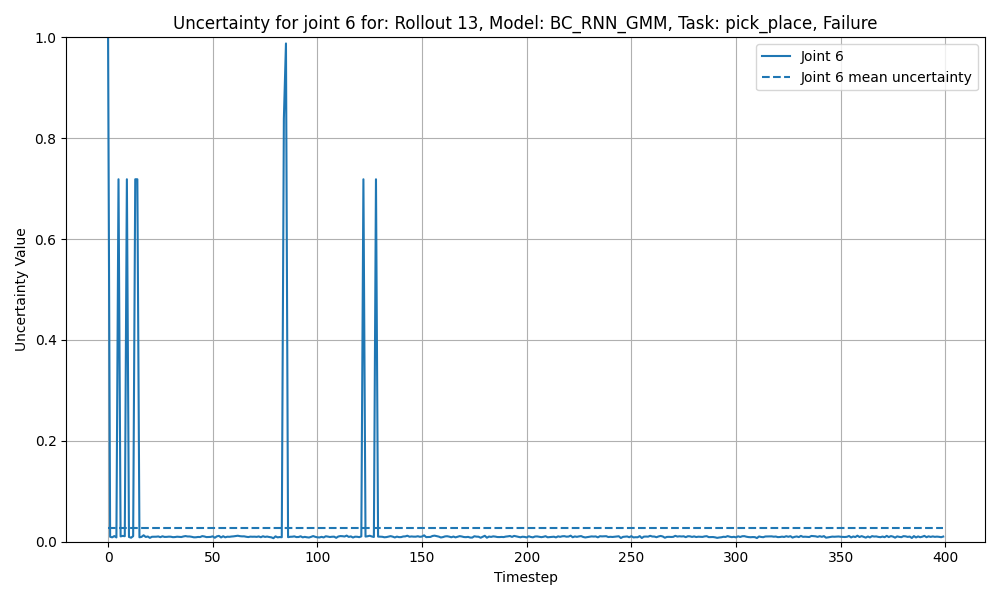 Uncertainty for joint 6 for: Rollout 13, Model: BC_RNN_GMM, Task: pick_place, Failure
Joint 6
Joint 6 mean uncertainty
Uncertainty Value
1.0
0.8
0.6
0.4
0.2
0.0
0 50 100 150 200 250 300 350 400
Timestep